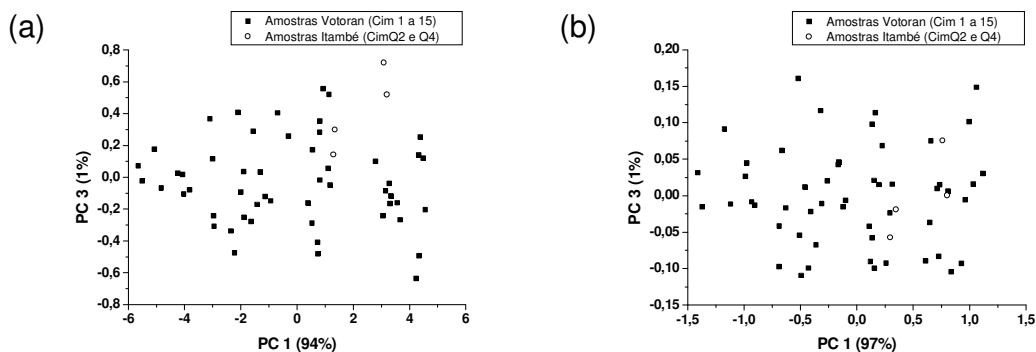 (a)
■ Amostras Votoran (Cim 1 a 15)
○ Amostras Itambé (CimQ2 e Q4)
0,8
0,6
0,4
0,2
0,0
-0,2
-0,4
-0,6
-0,8
PC 3 (1%)
-6 -4 -2 0 2 4 6
PC 1 (94%)
(b)
■ Amostras Votoran (Cim 1 a 15)
○ Amostras Itambé (CimQ2 e Q4)
0,20
0,15
0,10
0,05
0,00
-0,05
-0,10
0,15
PC 3 (1%)
-1,5 -1,0 -0,5 0,0 0,5 1,0 1,5
PC 1 (97%)